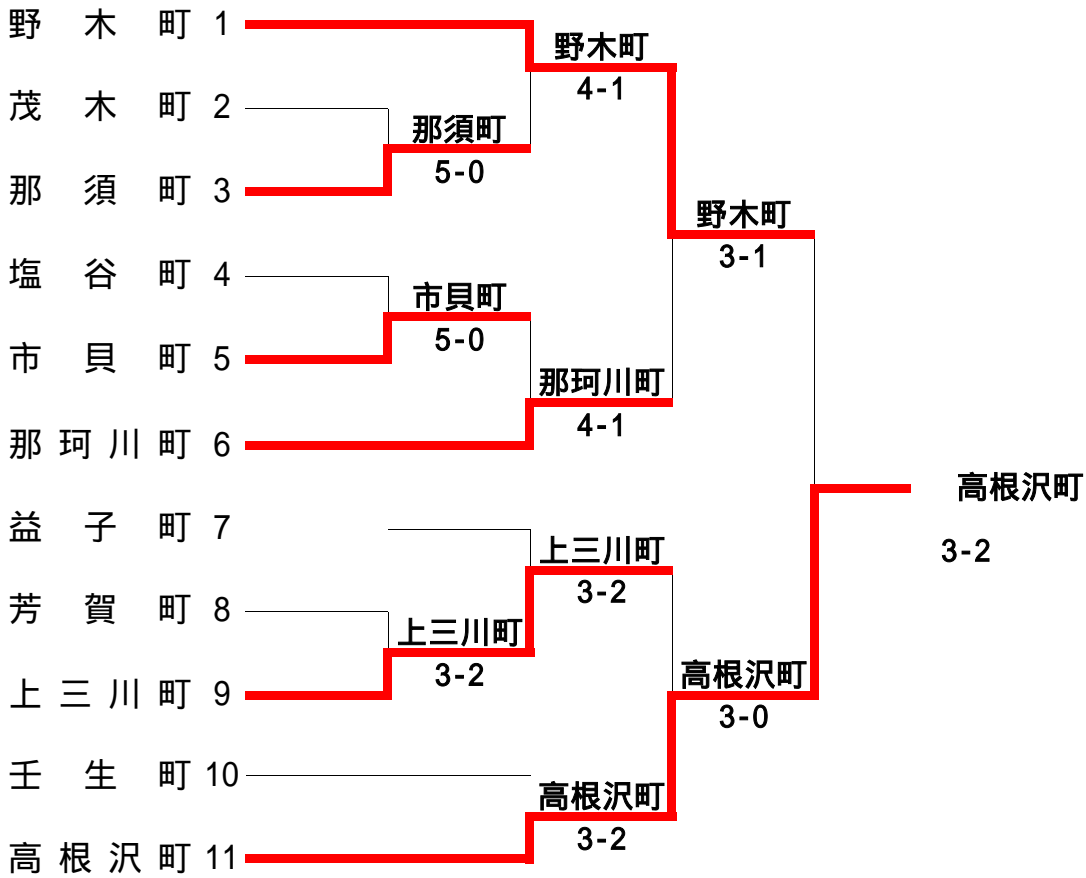 野木町 1
茂木町 2
那須町 3
塩谷町 4
市貝町 5
那珂川町 6
益子町 7
芳賀町 8
上三川町 9
壬生町 10
高根沢町 11
那須町
5-0
市貝町
5-0
上三川町
3-2
野木町
4-1
那珂川町
4-1
上三川町
3-2
高根沢町
3-2
野木町
3-1
高根沢町
3-0
高根沢町
3-2